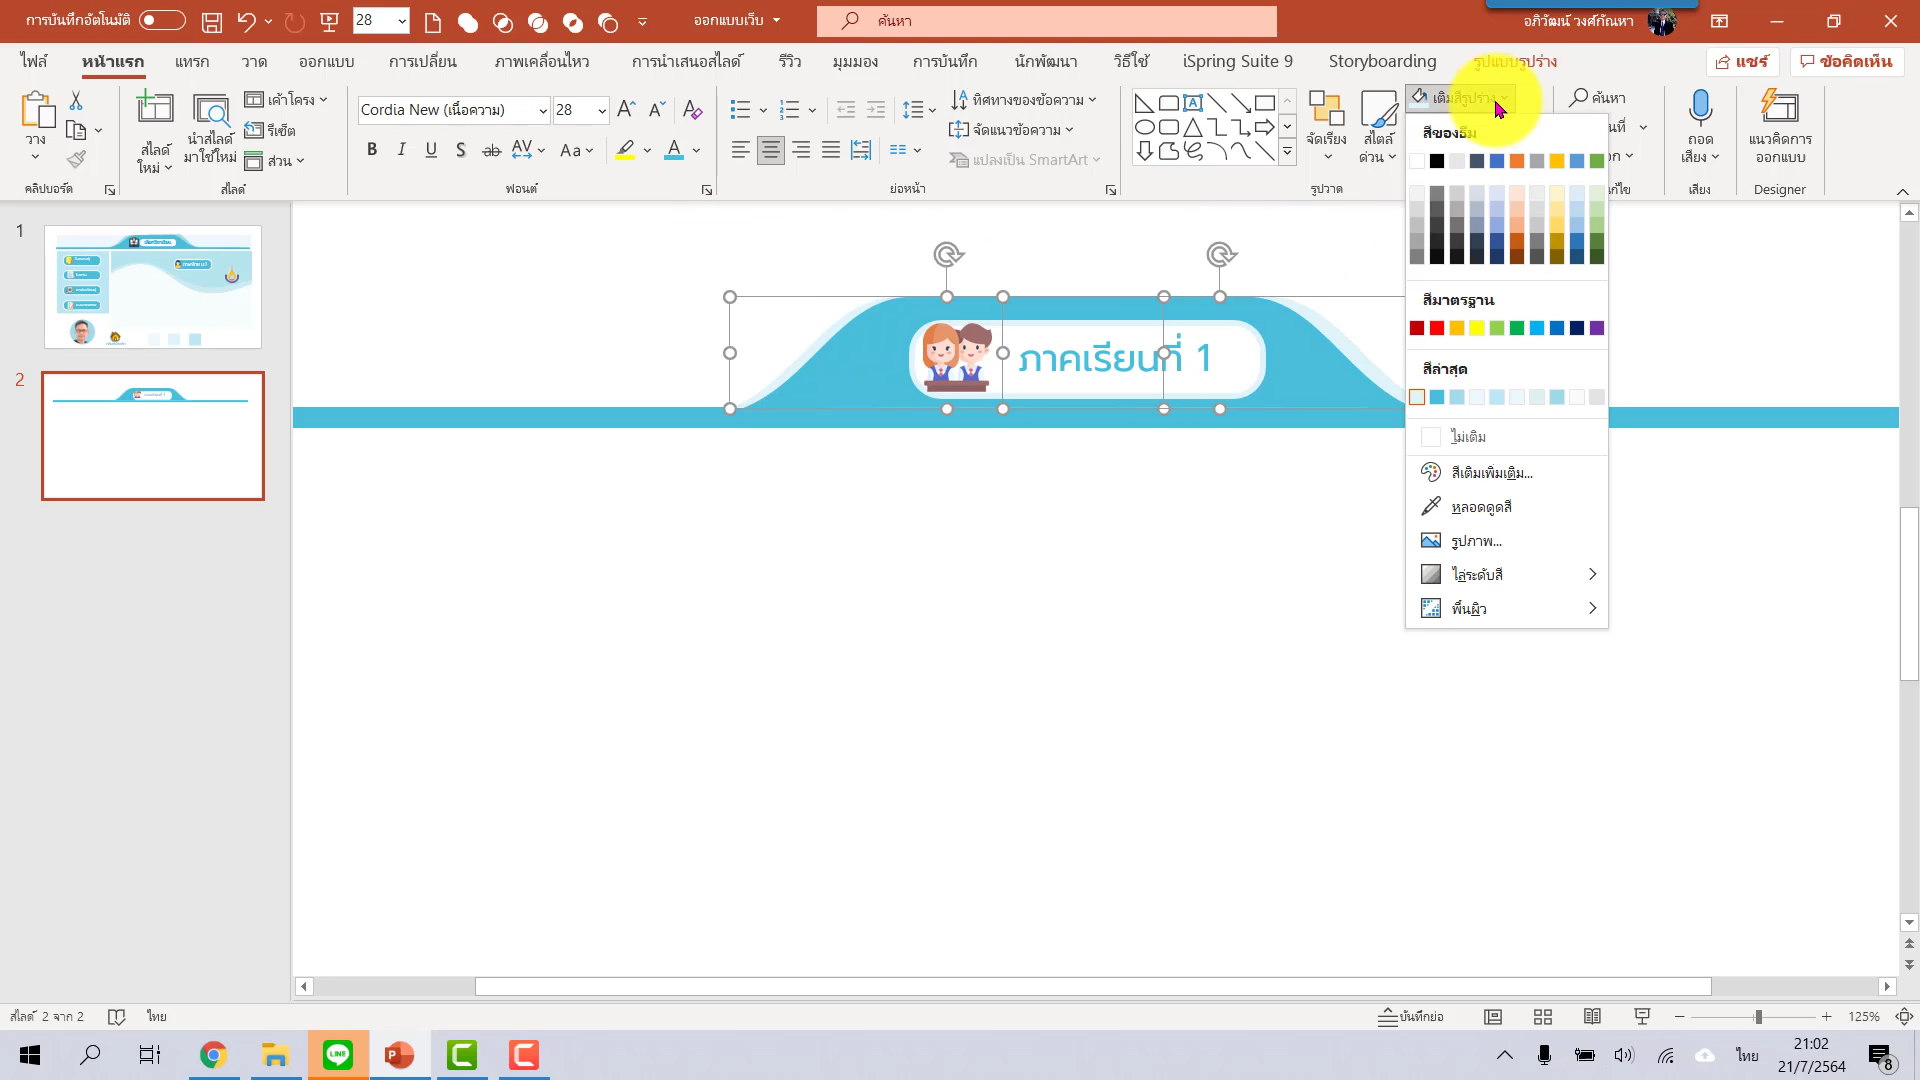 การบันทึกอัตโนมัติ
28
ออกแบบเว็บ
ค้นหา
อภิวัฒน์ วงศ์กัณหา
ไฟล์ หน้าแรก แทรก วาด ออกแบบ การเปลี่ยน ภาพเคลื่อนไหว การนำเสนอสไลด์ รีวิว มุมมอง การบันทึก นักพัฒนา วิธีใช้ iSpring Suite 9 Storyboarding รูปแบบรูปร่าง
แชร์
ข้อคิดเห็น
วาง
คลิปบอร์ด
สไลด์
ใหม่
นำสไลด์
มาใช้ใหม่
เค้าโครง
รีเซ็ต
ส่วน
สไลด์
Cordia New (เนื้อความ) 28
ฟอนต์
ทิศทางของข้อความ
จัดแนวข้อความ
แปลงเป็น SmartArt
ย่อหน้า
จัดเรียง
สไตล์
ด่วน
รูปวาด
เติมสีรูปร่าง
ค้นหา
ถอด
เสียง
เสียง
แนวคิดการ
ออกแบบ
Designer
สีของธีม
สีมาตรฐาน
สีล่าสุด
ไม่เติม
สีเติมเพิ่มเติม...
หลอดดูดสี
รูปภาพ...
ไล่ระดับสี
พื้นผิว
1
2
ภาคเรียนที่ 1
สไลด์ 2 จาก 2
ไทย
บันทึกย่อ
125%
LINE
ไทย
21:02
21/7/2564
8